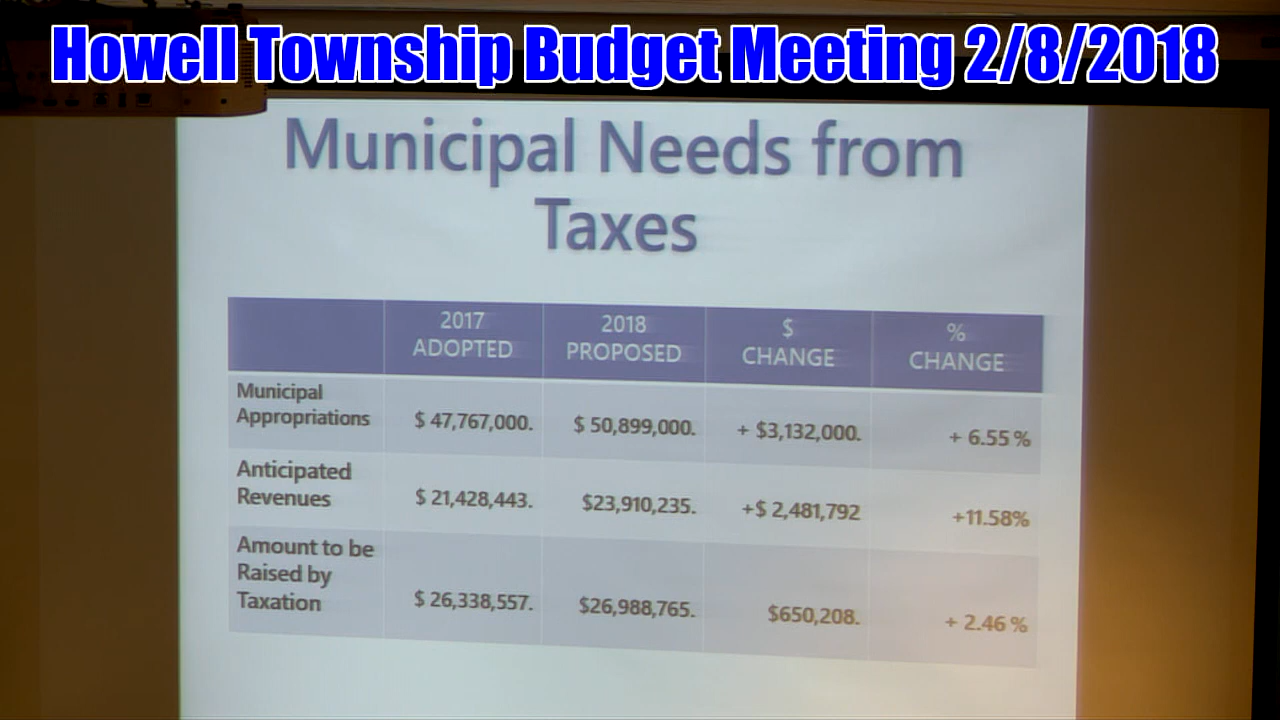 Howell Township Budget Meeting 2/8/2018
Municipal Needs from
Taxes
2017
ADOPTED
2018
PROPOSED
$
CHANGE
%
CHANGE
Municipal
Appropriations
$ 47,767,000.
$ 50,899,000.
+ $3,132,000.
+ 6.55 %
Anticipated
Revenues
$ 21,428,443.
$23,910,235.
+$ 2,481,792
+11.58%
Amount to be
Raised by
Taxation
$ 26,338,557.
$26,988,765.
$650,208.
+ 2.46 %